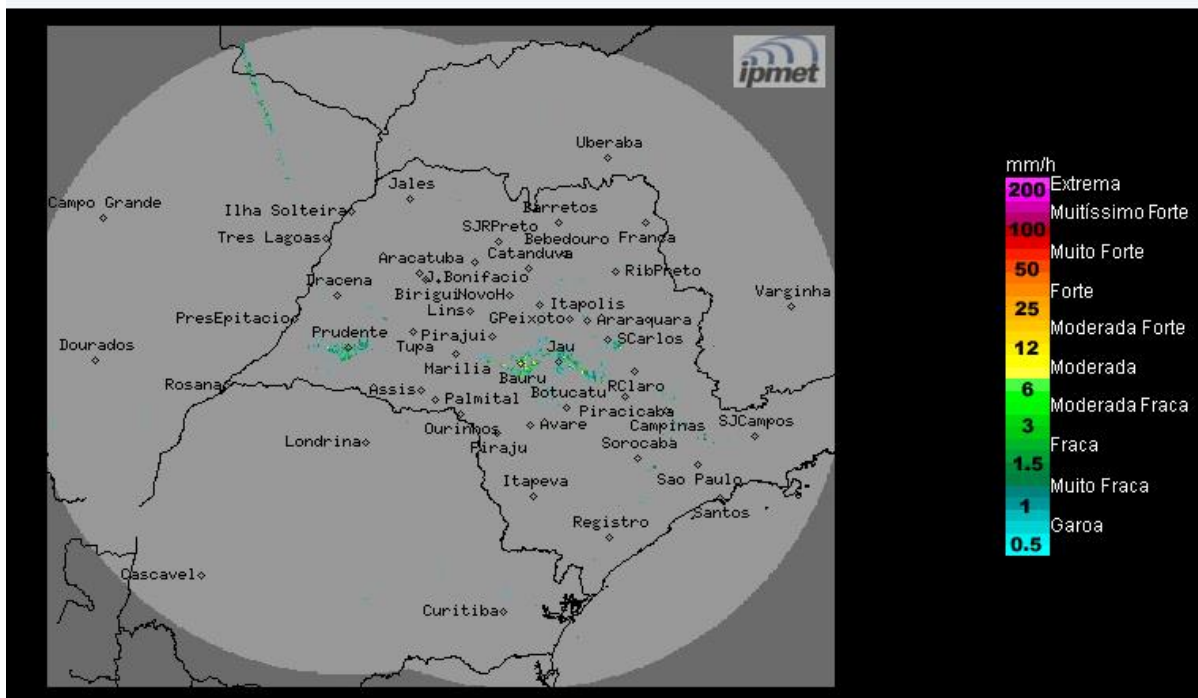 ipmet
Uberaba
Jales
Campo Grande
Ilha Solteira
Barretos
SJRPreto
Tres Lagoas
Bebedouro
Franca
Aracatuba
Catanduva
J.Bonifacio
RibPreto
Dracena
Birigui
NovoH
Varginha
Itapolis
Lins
PresEpitacio
GPeixoto
Araraquara
Prudente
Pirajui
SCarlos
Dourados
Tupa
Jau
Marilia
Bauru
Rosana
RClaro
Assis
Botucatu
Palmital
Piracicaba
Ourinhos
Avare
Campinas
SJCampos
Londrina
Piraju
Sorocaba
Itapeva
Sao Paulo
Santos
Registro
Cascavel
Curitiba
mm/h
200 Extrema
Muitíssimo Forte
100
Muito Forte
50
Forte
25
Moderada Forte
12
Moderada
6
Moderada Fraca
3
Fraca
1.5
Muito Fraca
1
Garoa
0.5